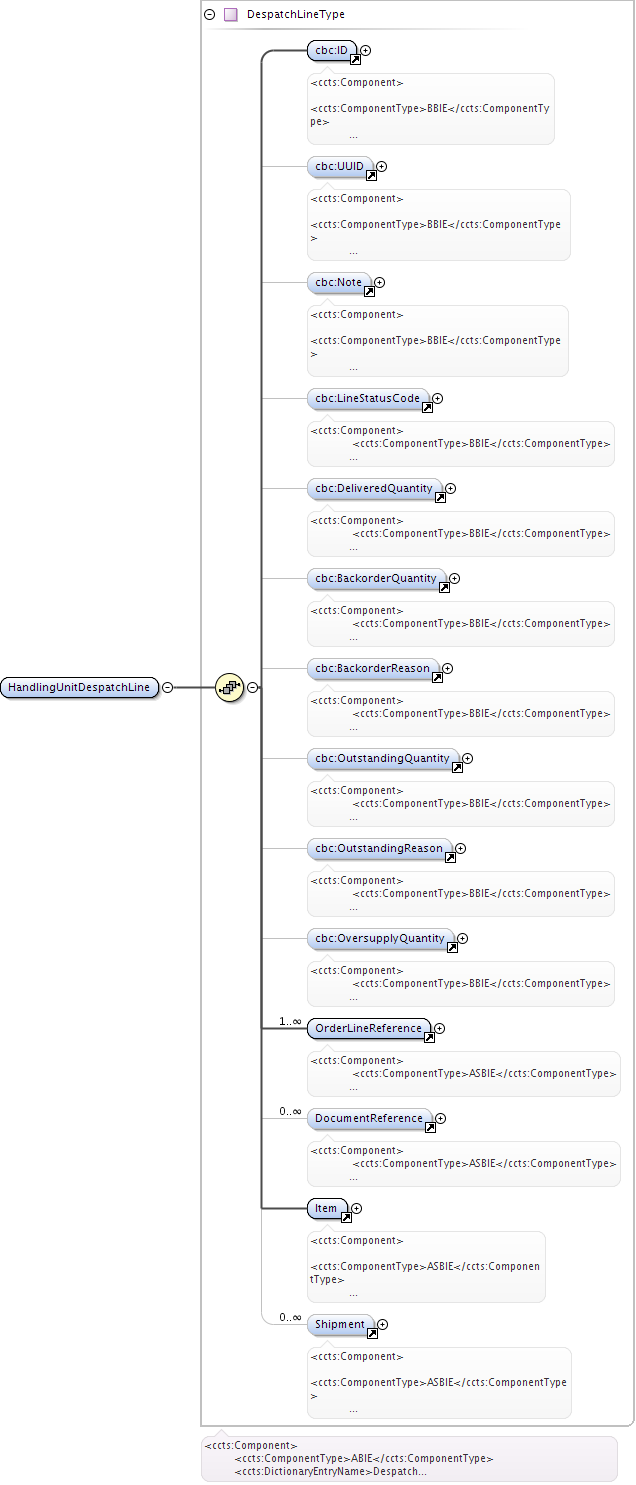 DespatchLineType
cbc:ID
<ccts:Component>
<ccts:ComponentType>BBIE</ccts:ComponentTy
pe>
...
cbc:UUID
<ccts:Component>
<ccts:ComponentType>BBIE</ccts:ComponentType
>
...
cbc:Note
<ccts:Component>
<ccts:ComponentType>BBIE</ccts:ComponentType
>
...
cbc:LineStatusCode
<ccts:Component>
<ccts:ComponentType>BBIE</ccts:ComponentType>
...
cbc:DeliveredQuantity
<ccts:Component>
<ccts:ComponentType>BBIE</ccts:ComponentType>
...
cbc:BackorderQuantity
<ccts:Component>
<ccts:ComponentType>BBIE</ccts:ComponentType>
...
cbc:BackorderReason
HandlingUnitDespatchLine
<ccts:Component>
<ccts:ComponentType>BBIE</ccts:ComponentType>
...
cbc:OutstandingQuantity
<ccts:Component>
<ccts:ComponentType>BBIE</ccts:ComponentType>
...
cbc:OutstandingReason
<ccts:Component>
<ccts:ComponentType>BBIE</ccts:ComponentType>
...
cbc:OversupplyQuantity
<ccts:Component>
<ccts:ComponentType>BBIE</ccts:ComponentType>
...
1..∞ OrderLineReference
<ccts:Component>
<ccts:ComponentType>ASBIE</ccts:ComponentType>
...
0..∞ DocumentReference
<ccts:Component>
<ccts:ComponentType>ASBIE</ccts:ComponentType>
...
Item
<ccts:Component>
<ccts:ComponentType>ASBIE</ccts:Componen
tType>
...
0..∞ Shipment
<ccts:Component>
<ccts:ComponentType>ASBIE</ccts:ComponentType
>
...
<ccts:Component>
<ccts:ComponentType>ABIE</ccts:ComponentType>
<ccts:DictionaryEntryName>Despatch...